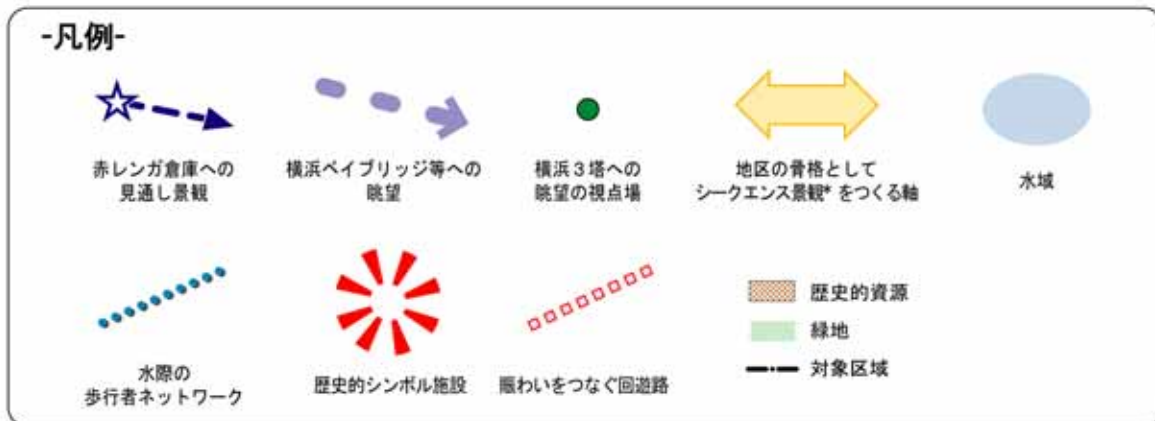 -凡例-
赤レンガ倉庫への
見通し景観
横浜ベイブリッジ等への
眺望
横浜3塔への
眺望の視点場
地区の骨格として
シークエンス景観* をつくる軸
水域
水際の
歩行者ネットワーク
歴史的シンボル施設
賑わいをつなぐ回遊路
歴史的資源
緑地
対象区域